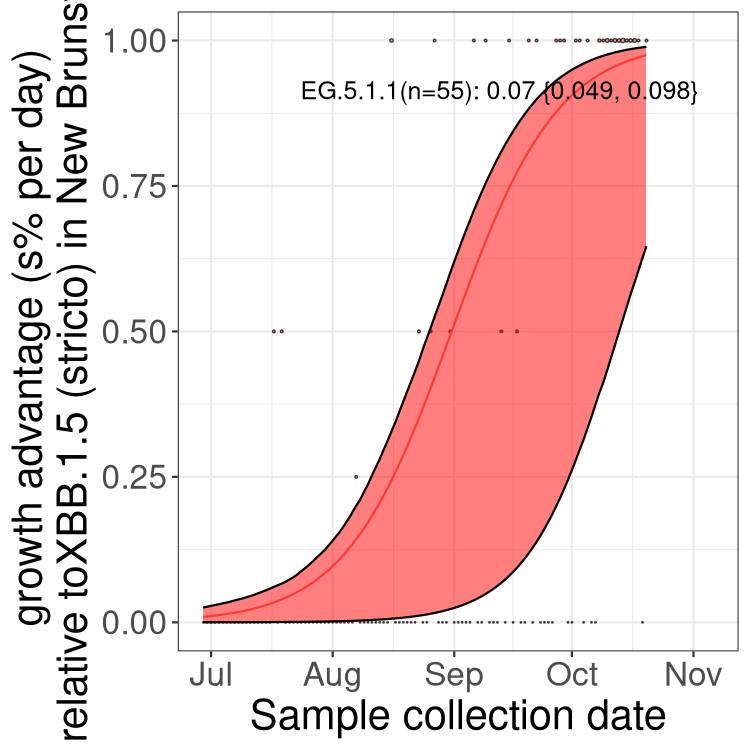 growth advantage (s% per day)
relative toXBB.1.5 (stricto) in New Bruns
1.00
0.75
0.50
0.25
0.00
EG.5.1.1(n=55): 0.07 {0.049, 0.098}
Jul Aug Sep Oct Nov
Sample collection date